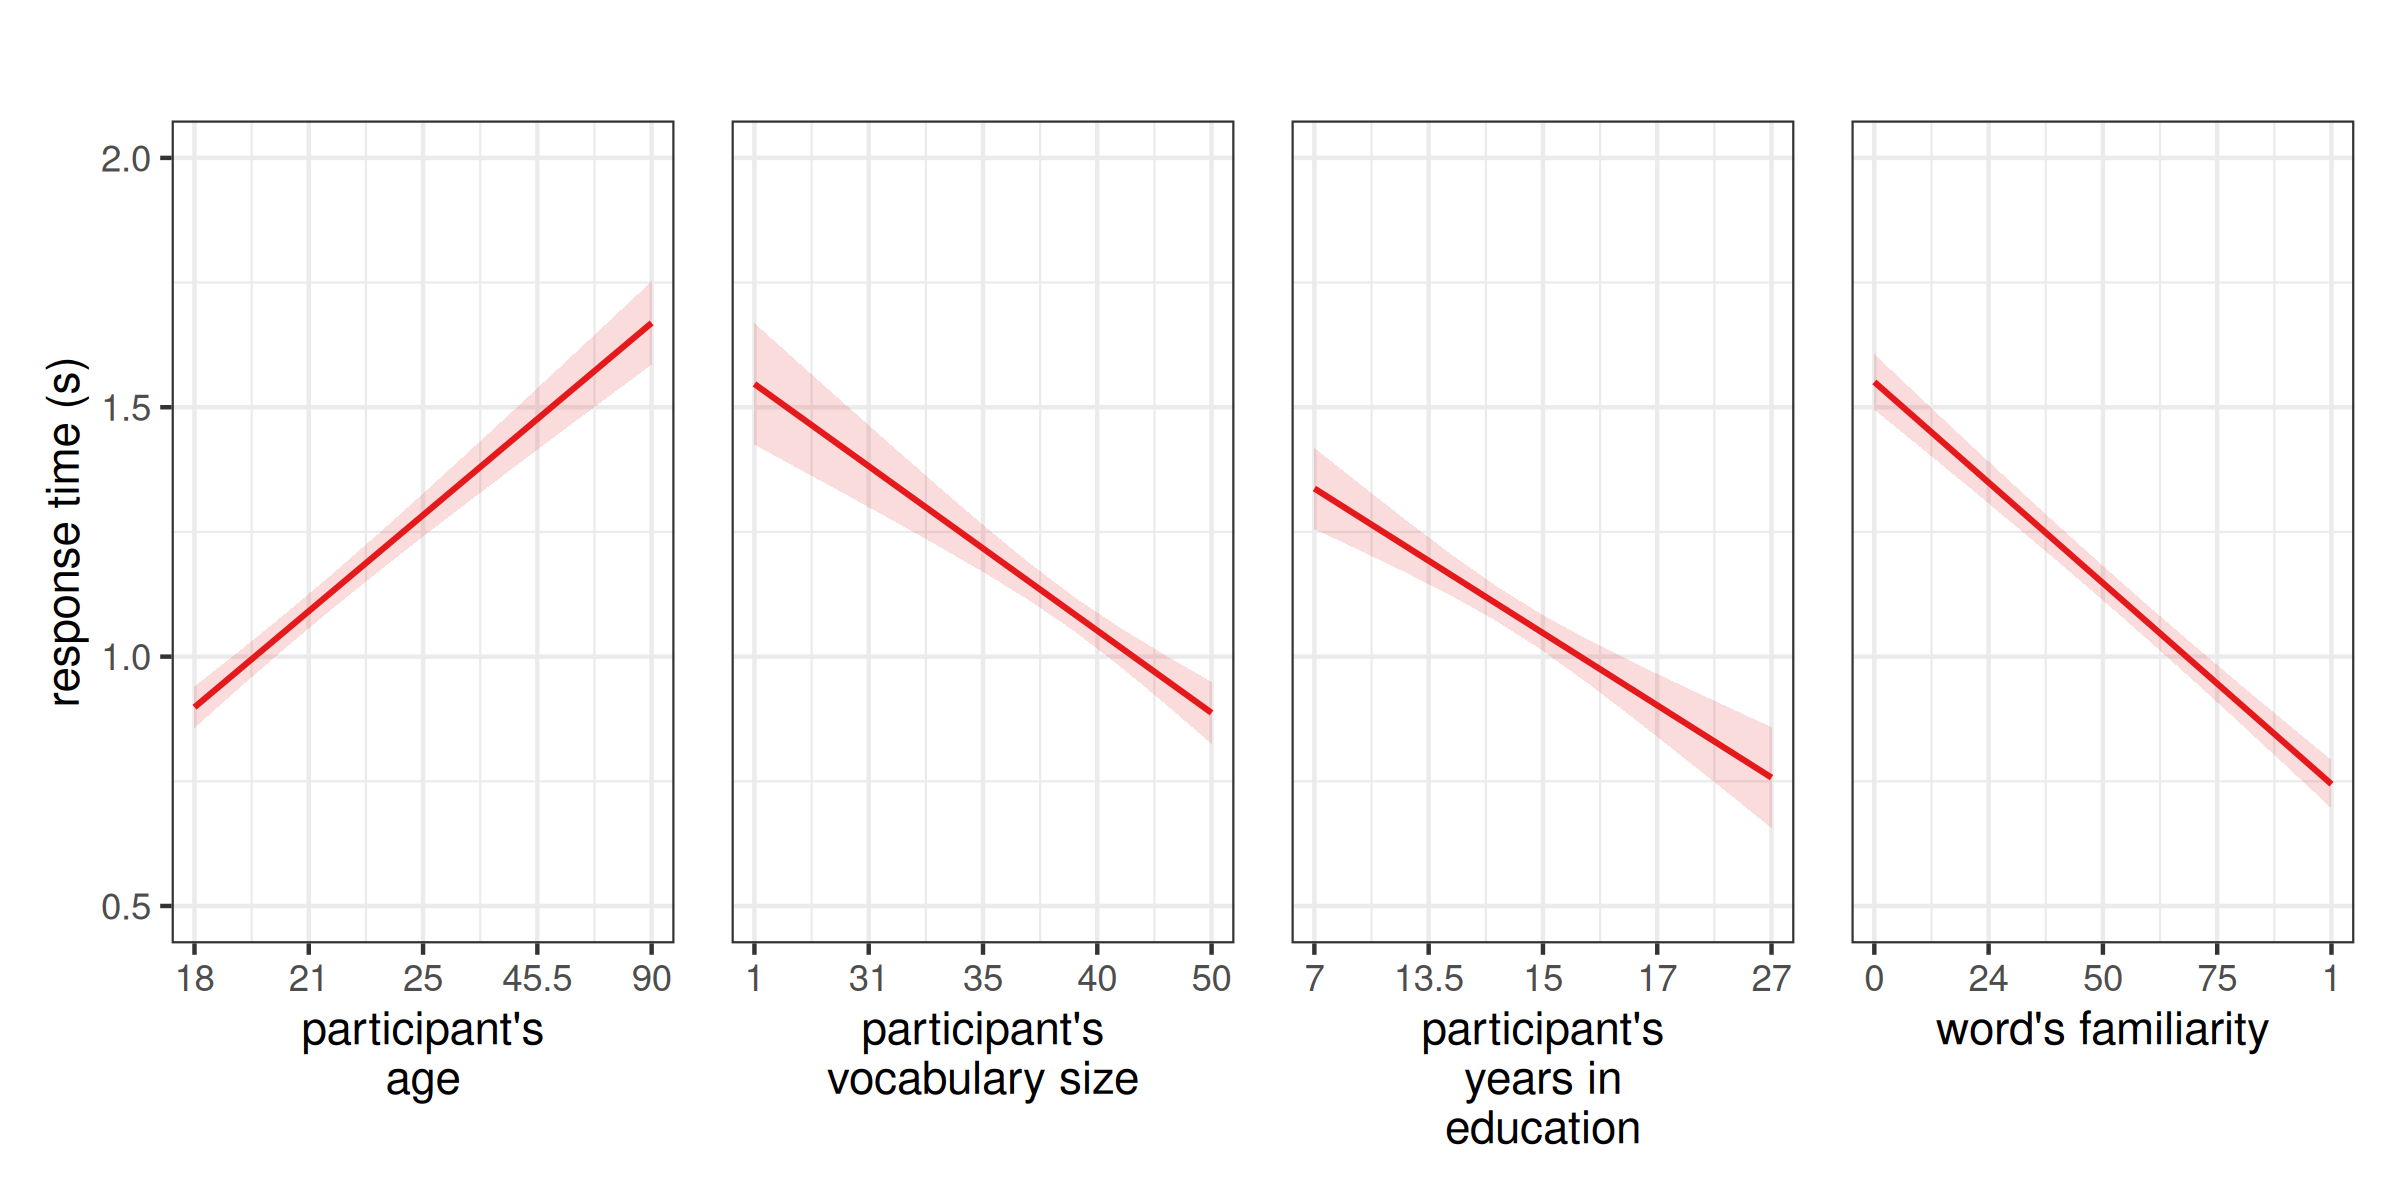 response time (s)
2.0
1.5
1.0
0.5
18 21 25 45.5 90
participant's
age
1 31 35 40 50
participant's
vocabulary size
7 13.5 15 17 27
participant's
years in
education
0 24 50 75 1
word's familiarity